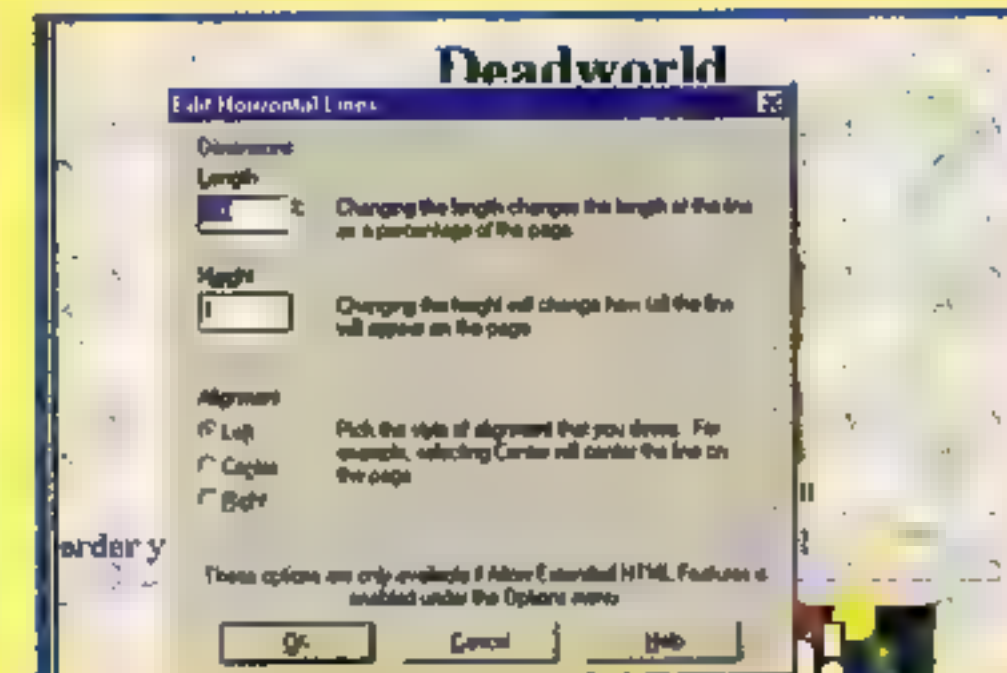 Deadworld
Edit Horizontal Lines
Dimensions
Length
Changing the length changes the length of the line
as a percentage of the page.
Height
Changing the height will change how tall the line
will appear on the page
Alignment
Left
Pick the style of alignment that you desire. For
example, selecting Center will center the line on
the page
Center
Right
order y
These options are only available if Allow Extended HTML Features is
enabled under the Options menu
OK
Cancel
Help